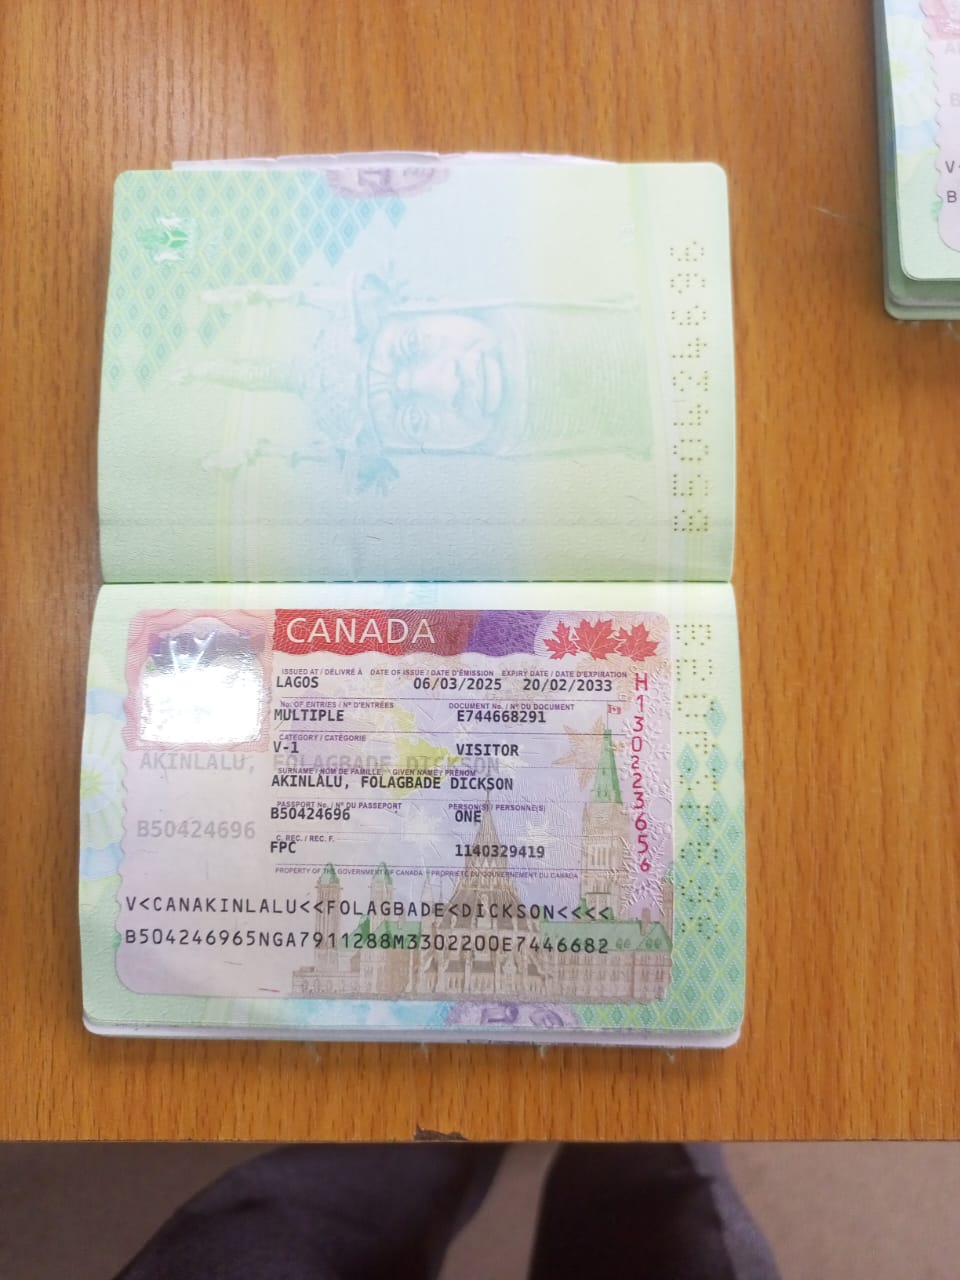 B50424696
CANADA
ISSUED AT / DÉLIVRÉ À DATE OF ISSUE / DATE D'ÉMISSION EXPIRY DATE / DATE D'EXPIRATION
LAGOS 06/03/2025 20/02/2033
No. OF ENTRIES / Nº D'ENTRÉES DOCUMENT No. / Nº DU DOCUMENT
MULTIPLE E744668291
CATEGORY / CATÉGORIE
V-1 VISITOR
AKINLALU, FOLAGBADE DICKSON
SURNAME / NOM DE FAMILLE - GIVEN NAME / PRÉNOM
AKINLALU, FOLAGBADE DICKSON
PASSPORT No. / Nº DU PASSEPORT PERSON(S) / PERSONNE(S)
B50424696 ONE
B50424696
C. REC. / REC. F.
FPC 1140329419
PROPERTY OF THE GOVERNMENT OF CANADA - PROPRIÉTÉ DU GOUVERNEMENT DU CANADA
H130223656
V<CANAKINLALU<<FOLAGBADE<DICKSON<<<<
B504246965NGA7911288M3302200E7446682